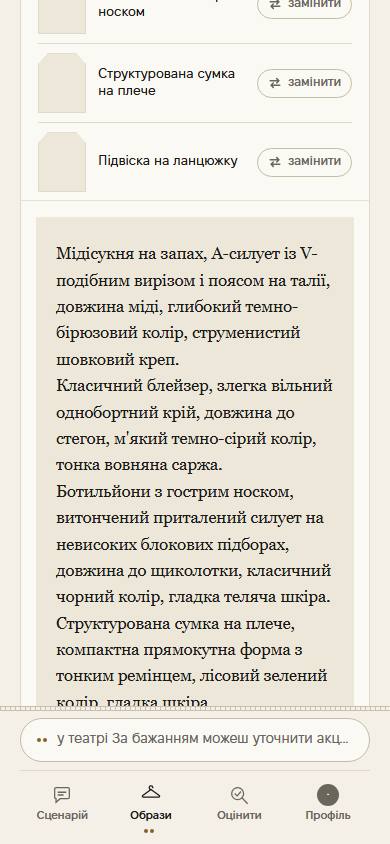 носком
замінити
Структурована сумка
на плече
замінити
Підвіска на ланцюжку
замінити
Мідісукня на запах, А-силует із V-
подібним вирізом і поясом на талії,
довжина міді, глибокий темно-
бірюзовий колір, струменистий
шовковий креп.
Класичний блейзер, злегка вільний
однобортний крій, довжина до
стегон, м'який темно-сірий колір,
тонка вовняна саржа.
Ботильйони з гострим носком,
витончений приталений силует на
невисоких блокових підборах,
довжина до щиколотки, класичний
чорний колір, гладка теляча шкіра.
Структурована сумка на плече,
компактна прямокутна форма з
тонким ремінцем, лісовий зелений
колір, гладка шкіра
у театрі За бажанням можеш уточнити акц...
Сценарій
Образи
Оцінити
Профіль